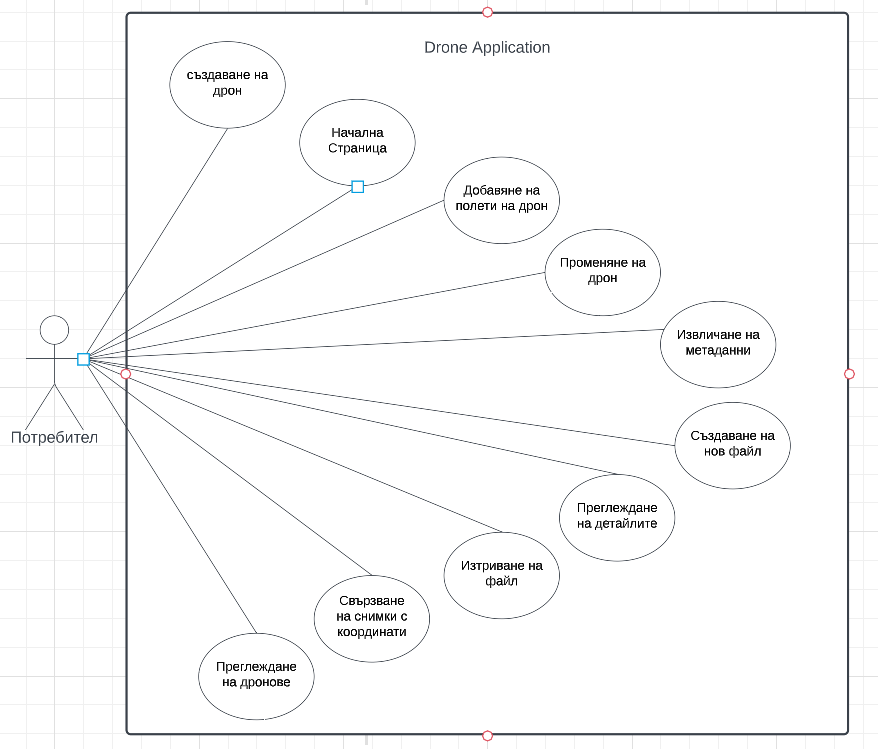 Drone Application
създаване на
дрон
Начална
Страница
Добавяне на
полети на дрон
Променяне на
дрон
Извличане на
метаданни
Създаване на
нов файл
Преглеждане
на детайлите
Изтриване на
файл
Свързване
на снимки с
координати
Преглеждане
на дронове
Потребител